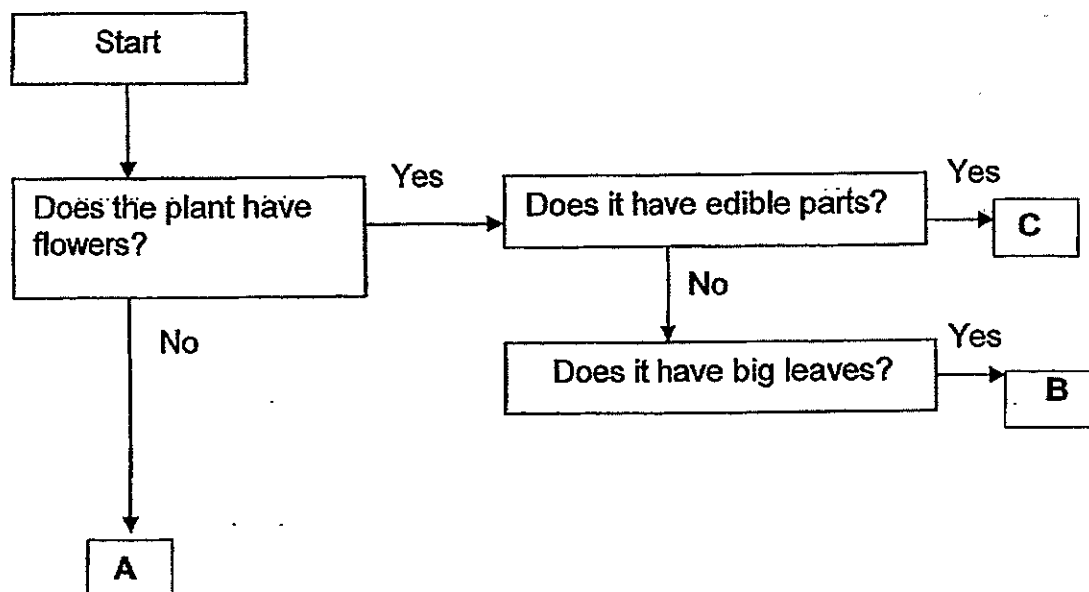 Start
Yes
Yes
Does the plant have
flowers?
Does it have edible parts?
C
No
No
Yes
Does it have big leaves?
B
A